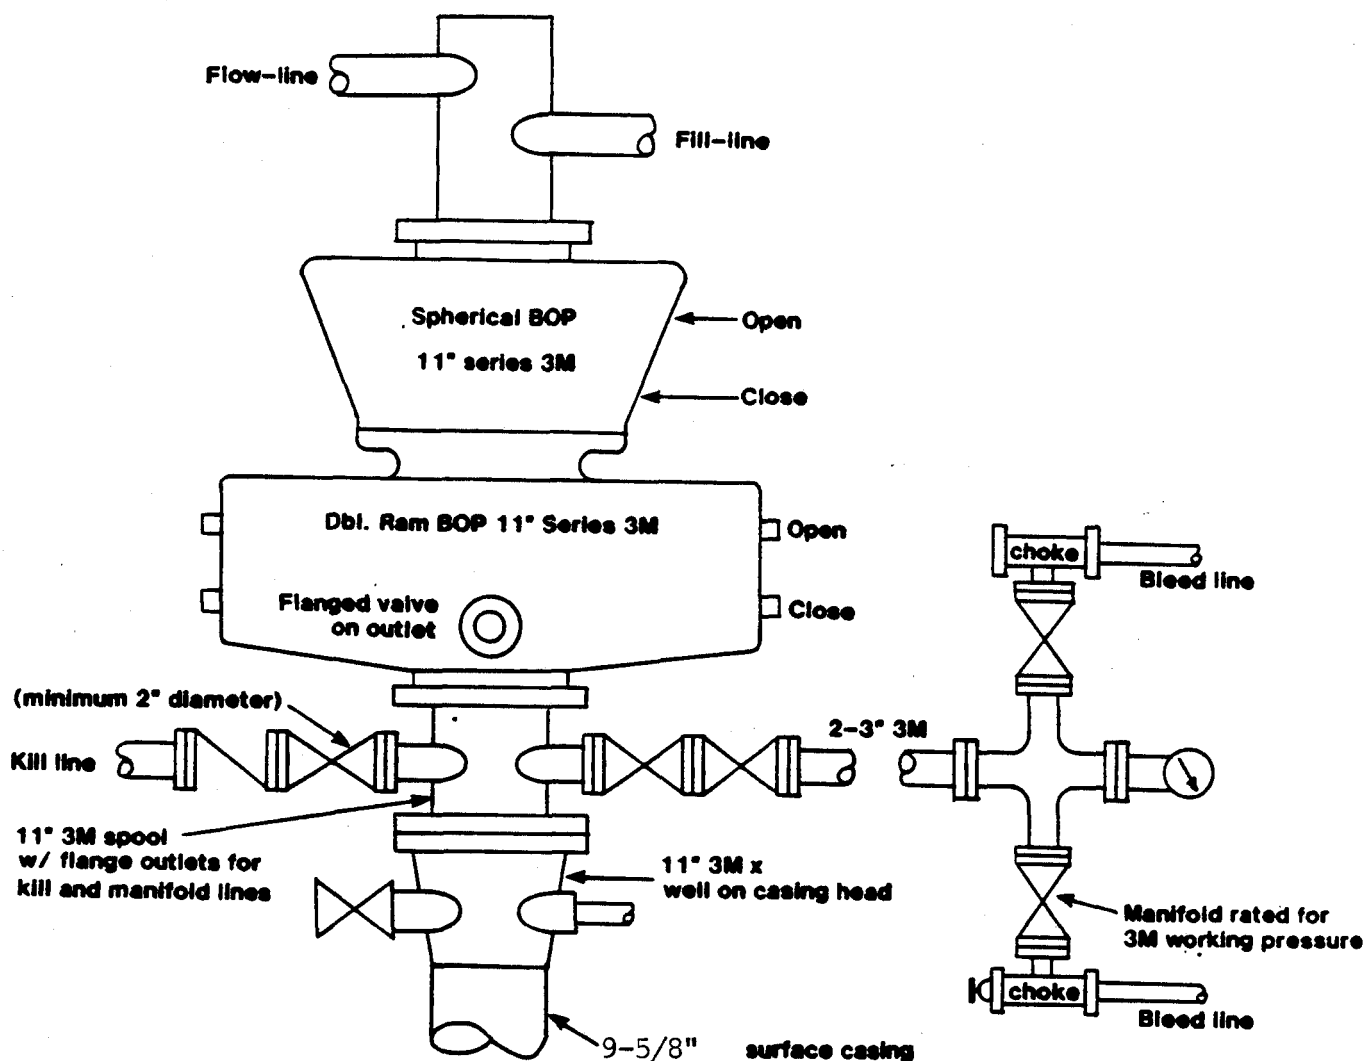 Flow-line
Fill-line
Spherical BOP
11" series 3M
Open
Close
Dbl. Ram BOP 11" Series 3M
Open
Flanged valve
on outlet
Close
choke
Bleed line
(minimum 2" diameter)
2-3" 3M
Kill line
11" 3M spool
w/ flange outlets for
kill and manifold lines
11" 3M x
well on casing head
Manifold rated for
3M working pressure
choke
Bleed line
9-5/8" surface casing